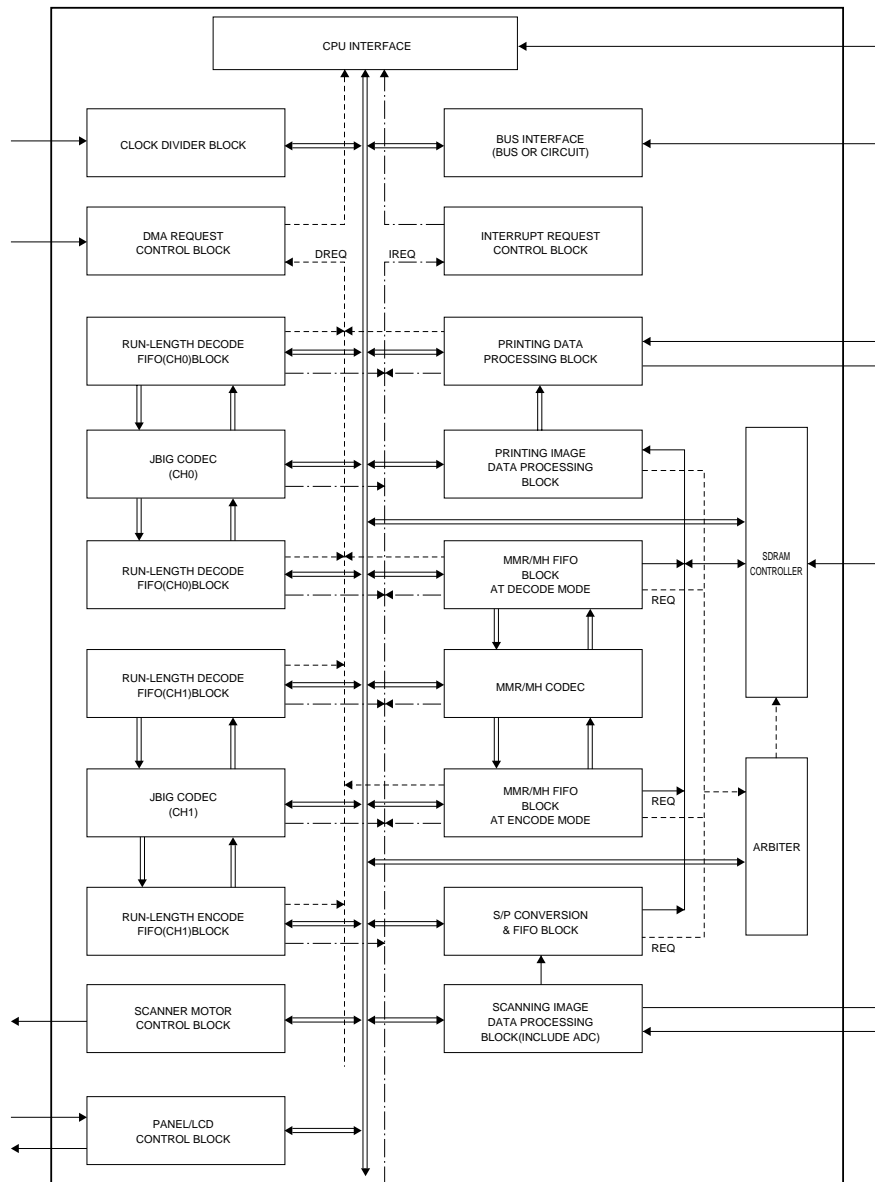 CPU INTERFACE
CLOCK DIVIDER BLOCK
BUS INTERFACE
(BUS OR CIRCUIT)
DMA REQUEST
CONTROL BLOCK
INTERRUPT REQUEST
CONTROL BLOCK
DREQ
IREQ
RUN-LENGTH DECODE
FIFO(CH0)BLOCK
PRINTING DATA
PROCESSING BLOCK
JBIG CODEC
(CH0)
PRINTING IMAGE
DATA PROCESSING
BLOCK
SDRAM
CONTROLLER
RUN-LENGTH DECODE
FIFO(CH0)BLOCK
MMR/MH FIFO
BLOCK
AT DECODE MODE
REQ
RUN-LENGTH DECODE
FIFO(CH1)BLOCK
MMR/MH CODEC
JBIG CODEC
(CH1)
MMR/MH FIFO
BLOCK
AT ENCODE MODE
REQ
ARBITER
RUN-LENGTH ENCODE
FIFO(CH1)BLOCK
S/P CONVERSION
& FIFO BLOCK
REQ
SCANNER MOTOR
CONTROL BLOCK
SCANNING IMAGE
DATA PROCESSING
BLOCK(INCLUDE ADC)
PANEL/LCD
CONTROL BLOCK